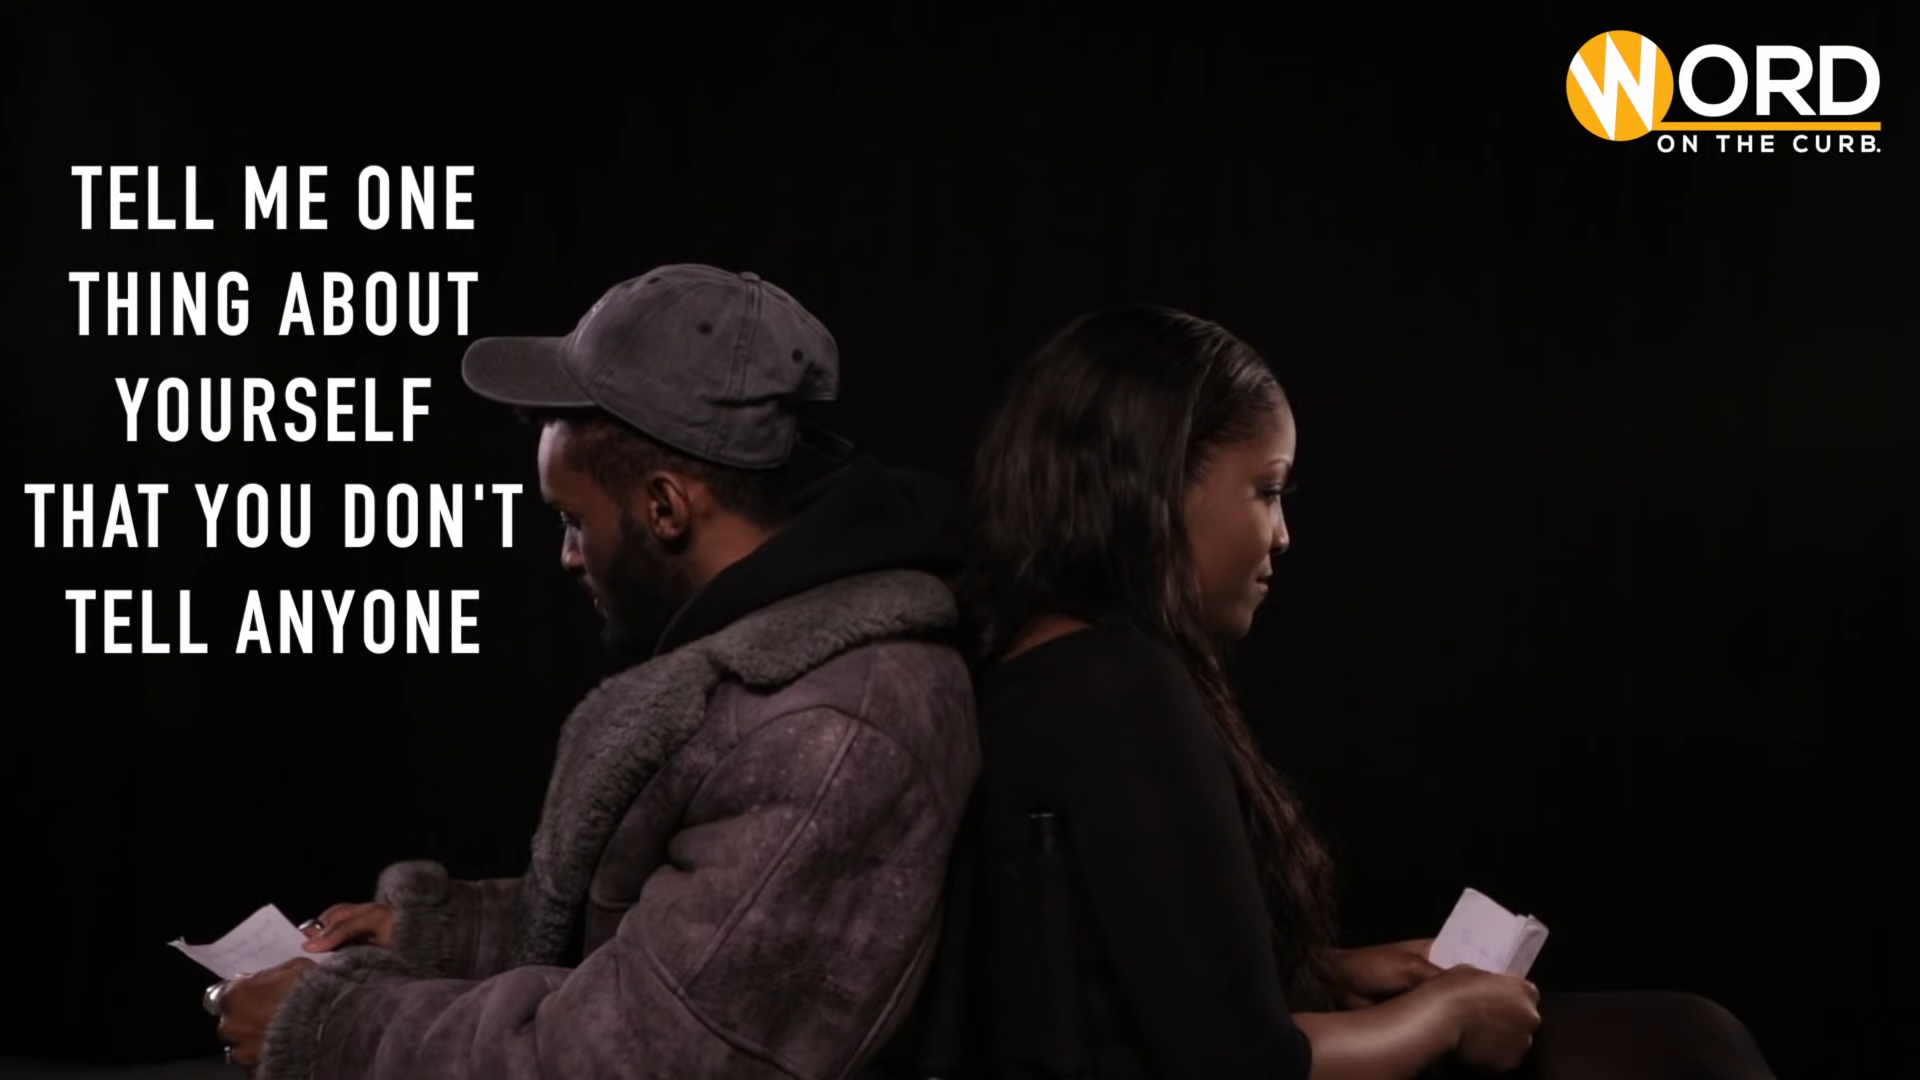 WORD
ON THE CURB.
TELL ME ONE
THING ABOUT
YOURSELF
THAT YOU DON'T
TELL ANYONE